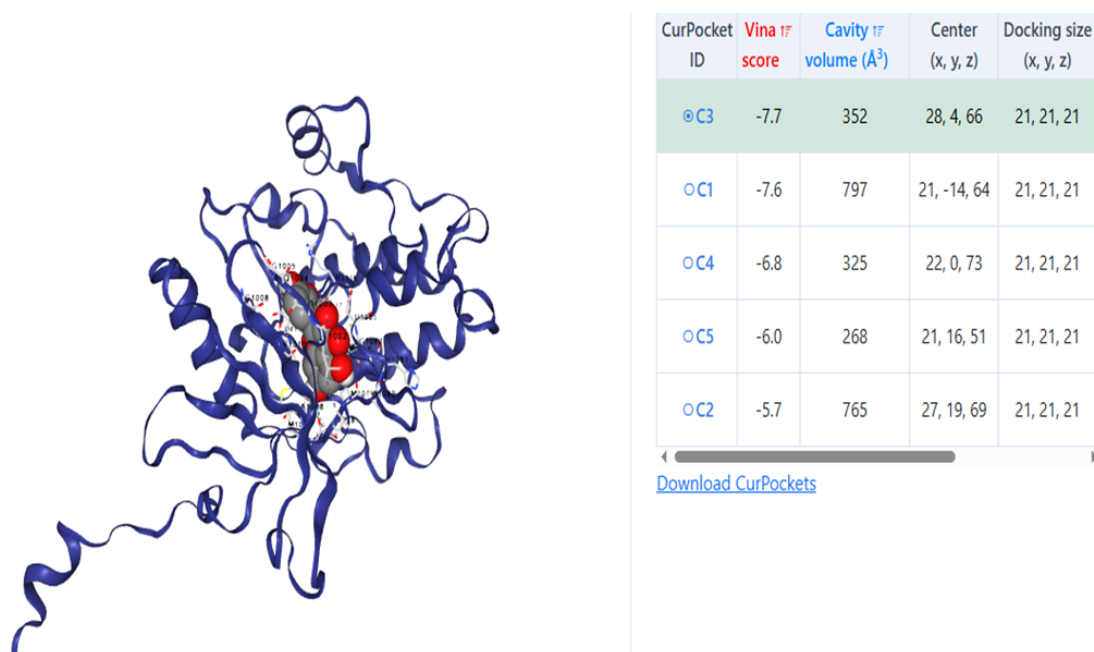 CurPocket ID Vina score Cavity volume (Å³) Center (x, y, z) Docking size (x, y, z)
C3 -7.7 352 28, 4, 66 21, 21, 21
C1 -7.6 797 21, -14, 64 21, 21, 21
C4 -6.8 325 22, 0, 73 21, 21, 21
C5 -6.0 268 21, 16, 51 21, 21, 21
C2 -5.7 765 27, 19, 69 21, 21, 21
Download CurPockets